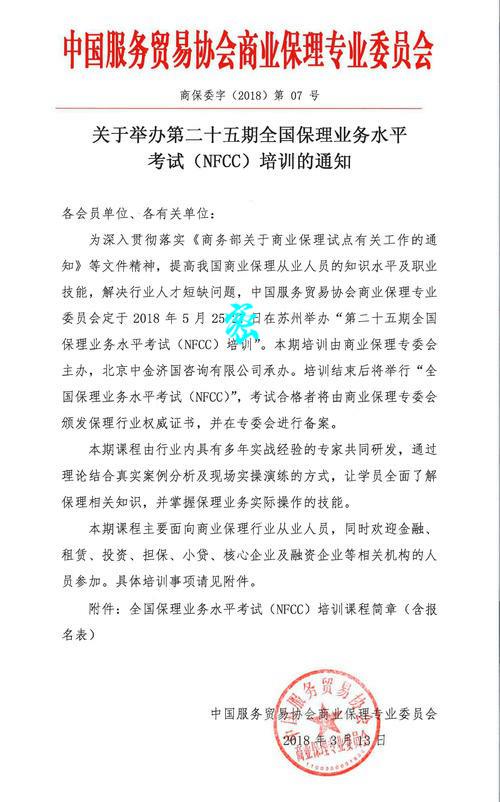 中国服务贸易协会商业保理专业委员会
商保委字（2018）第 07 号
关于举办第二十五期全国保理业务水平
考试（NFCC）培训的通知
各会员单位、各有关单位：
为深入贯彻落实《商务部关于商业保理试点有关工作的通
知》等文件精神，提高我国商业保理从业人员的知识水平及职业
技能，解决行业人才短缺问题，中国服务贸易协会商业保理专业
委员会定于 2018 年 5 月 25 27 日在苏州举办“第二十五期全国
保理业务水平考试（NFCC）培训”。本期培训由商业保理专委会
主办，北京中金济国咨询有限公司承办。培训结束后将举行“全
国保理业务水平考试（NFCC）”，考试合格者将由商业保理专委会
颁发保理行业权威证书，并在专委会进行备案。
本期课程由行业内具有多年实战经验的专家共同研发，通过
理论结合真实案例分析及现场实操演练的方式，让学员全面了解
保理相关知识，并掌握保理业务实际操作的技能。
本期课程主要面向商业保理行业从业人员，同时欢迎金融、
租赁、投资、担保、小贷、核心企业及融资企业等相关机构的人
员参加。具体培训事项请见附件。
附件：全国保理业务水平考试（NFCC）培训课程简章（含报
名表）
中国服务贸易协会商业保理专业委员会
2018 年 3 月 13 日
中国服务贸易协会
商业保理专业委员会